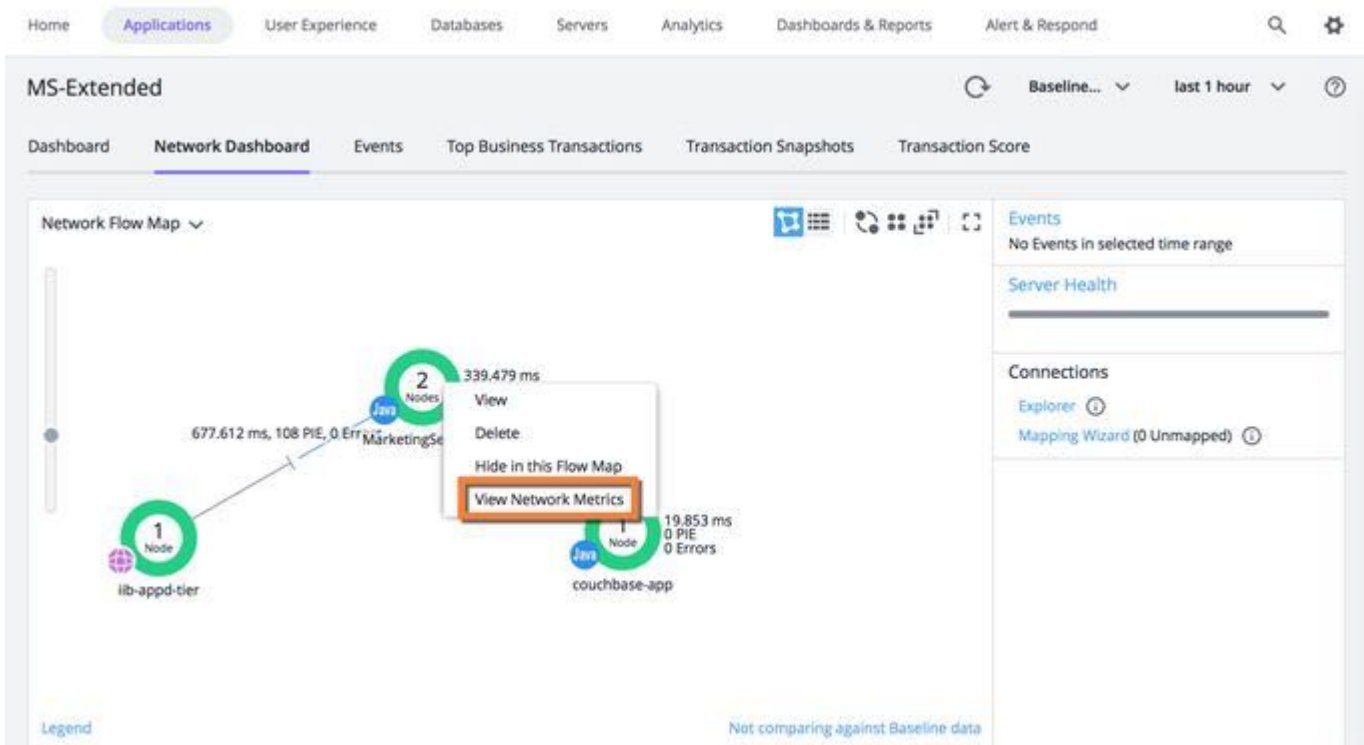 Home Applications User Experience Databases Servers Analytics Dashboards & Reports Alert & Respond
MS-Extended
Baseline... last 1 hour
Dashboard Network Dashboard Events Top Business Transactions Transaction Snapshots Transaction Score
Network Flow Map
Events
No Events in selected time range
Server Health
Connections
Explorer
Mapping Wizard (0 Unmapped)
2
Nodes
Java
339.479 ms
View
Delete
Hide in this Flow Map
View Network Metrics
677.612 ms, 108 PIE, 0 Err
MarketingSe
1
Node
iib-appd-tier
1
Node
Java
19.853 ms
0 PIE
0 Errors
couchbase-app
Legend
Not comparing against Baseline data